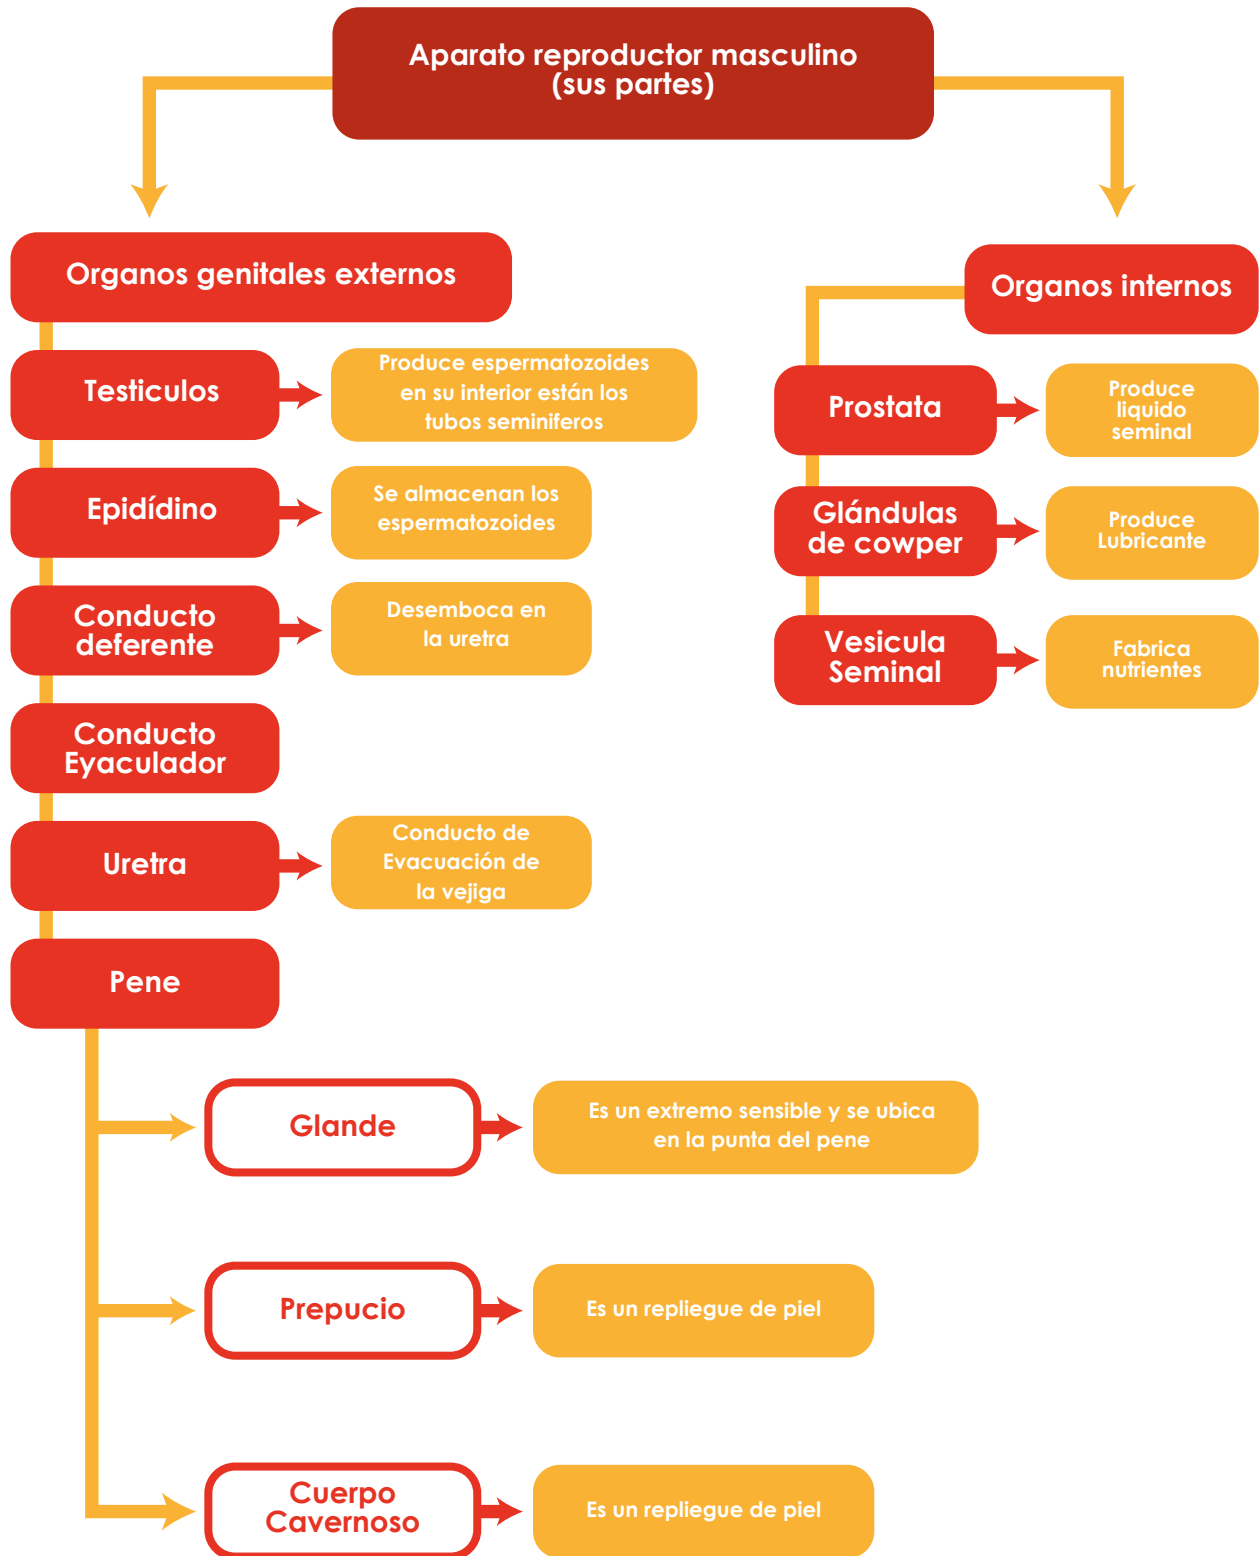 Aparato reproductor masculino
(sus partes)
Organos genitales externos
Testiculos
Produce espermatozoides
en su interior están los
tubos seminiferos
Epidídino
Se almacenan los
espermatozoides
Conducto
deferente
Desemboca en
la uretra
Conducto
Eyaculador
Uretra
Conducto de
Evacuación de
la vejiga
Pene
Glande
Es un extremo sensible y se ubica
en la punta del pene
Prepucio
Es un repliegue de piel
Cuerpo
Cavernoso
Es un repliegue de piel
Organos internos
Prostata
Produce
liquido
seminal
Glándulas
de cowper
Produce
Lubricante
Vesicula
Seminal
Fabrica
nutrientes